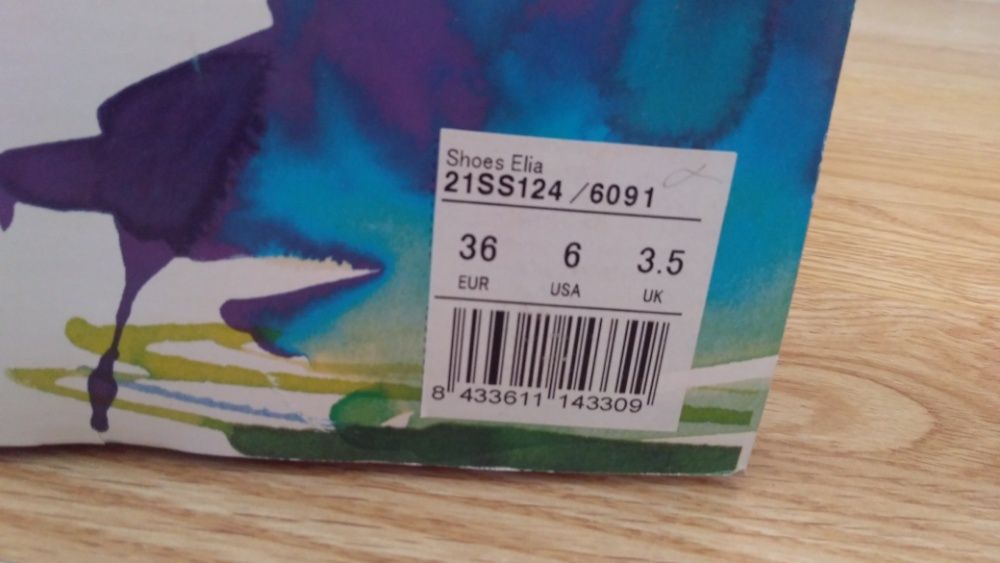 Shoes Elia
21SS124 /6091
36 6 3.5
EUR USA UK
8 433611 143309